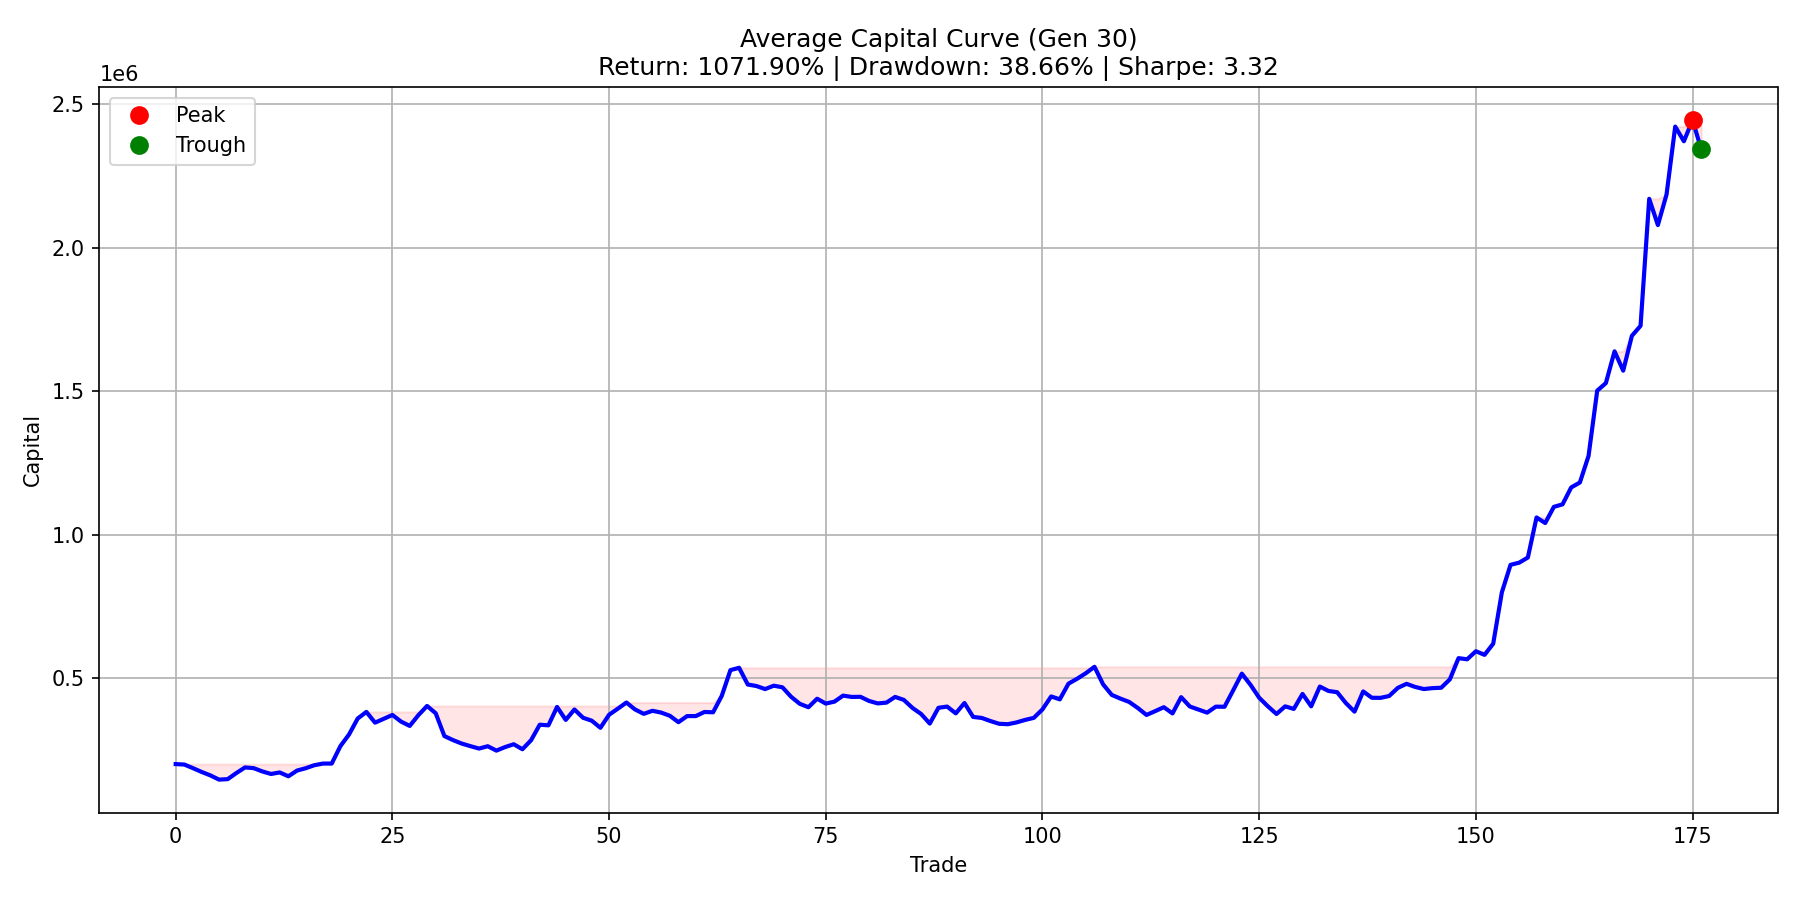 Average Capital Curve (Gen 30)
Return: 1071.90% | Drawdown: 38.66% | Sharpe: 3.32
1e6
Peak
Trough
2.5
2.0
1.5
1.0
0.5
Capital
0 25 50 75 100 125 150 175
Trade